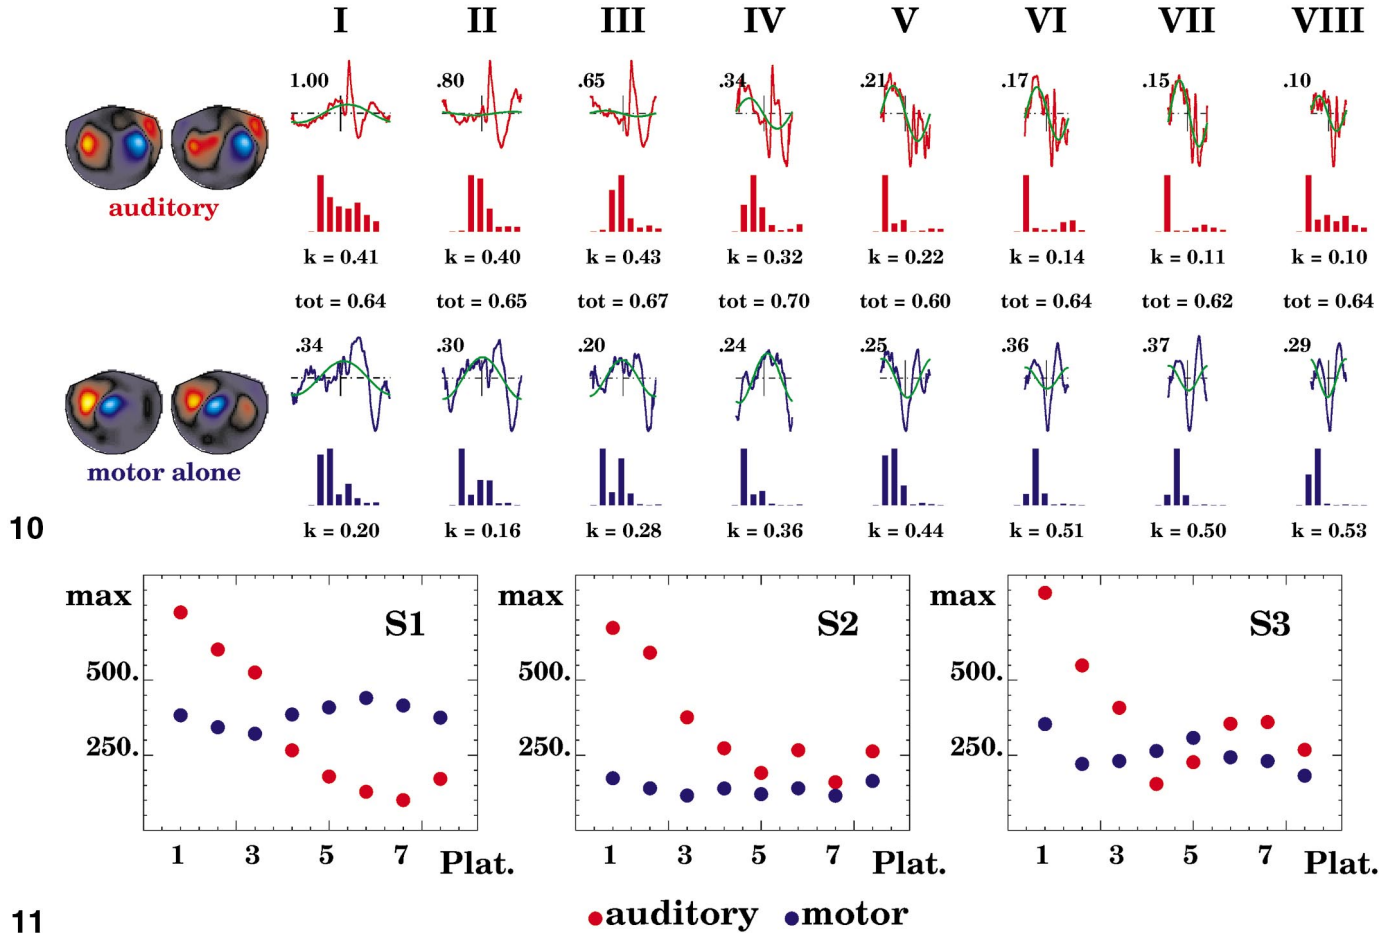 I II III IV V VI VII VIII
1.00 .80 .65 .34 .21 .17 .15 .10
auditory
k = 0.41 k = 0.40 k = 0.43 k = 0.32 k = 0.22 k = 0.14 k = 0.11 k = 0.10
tot = 0.64 tot = 0.65 tot = 0.67 tot = 0.70 tot = 0.60 tot = 0.64 tot = 0.62 tot = 0.64
.34 .30 .20 .24 .25 .36 .37 .29
motor alone
k = 0.20 k = 0.16 k = 0.28 k = 0.36 k = 0.44 k = 0.51 k = 0.50 k = 0.53
10
max S1 max S2 max S3
500. 500. 500.
250. 250. 250.
1 3 5 7 Plat. 1 3 5 7 Plat. 1 3 5 7 Plat.
auditory motor
11